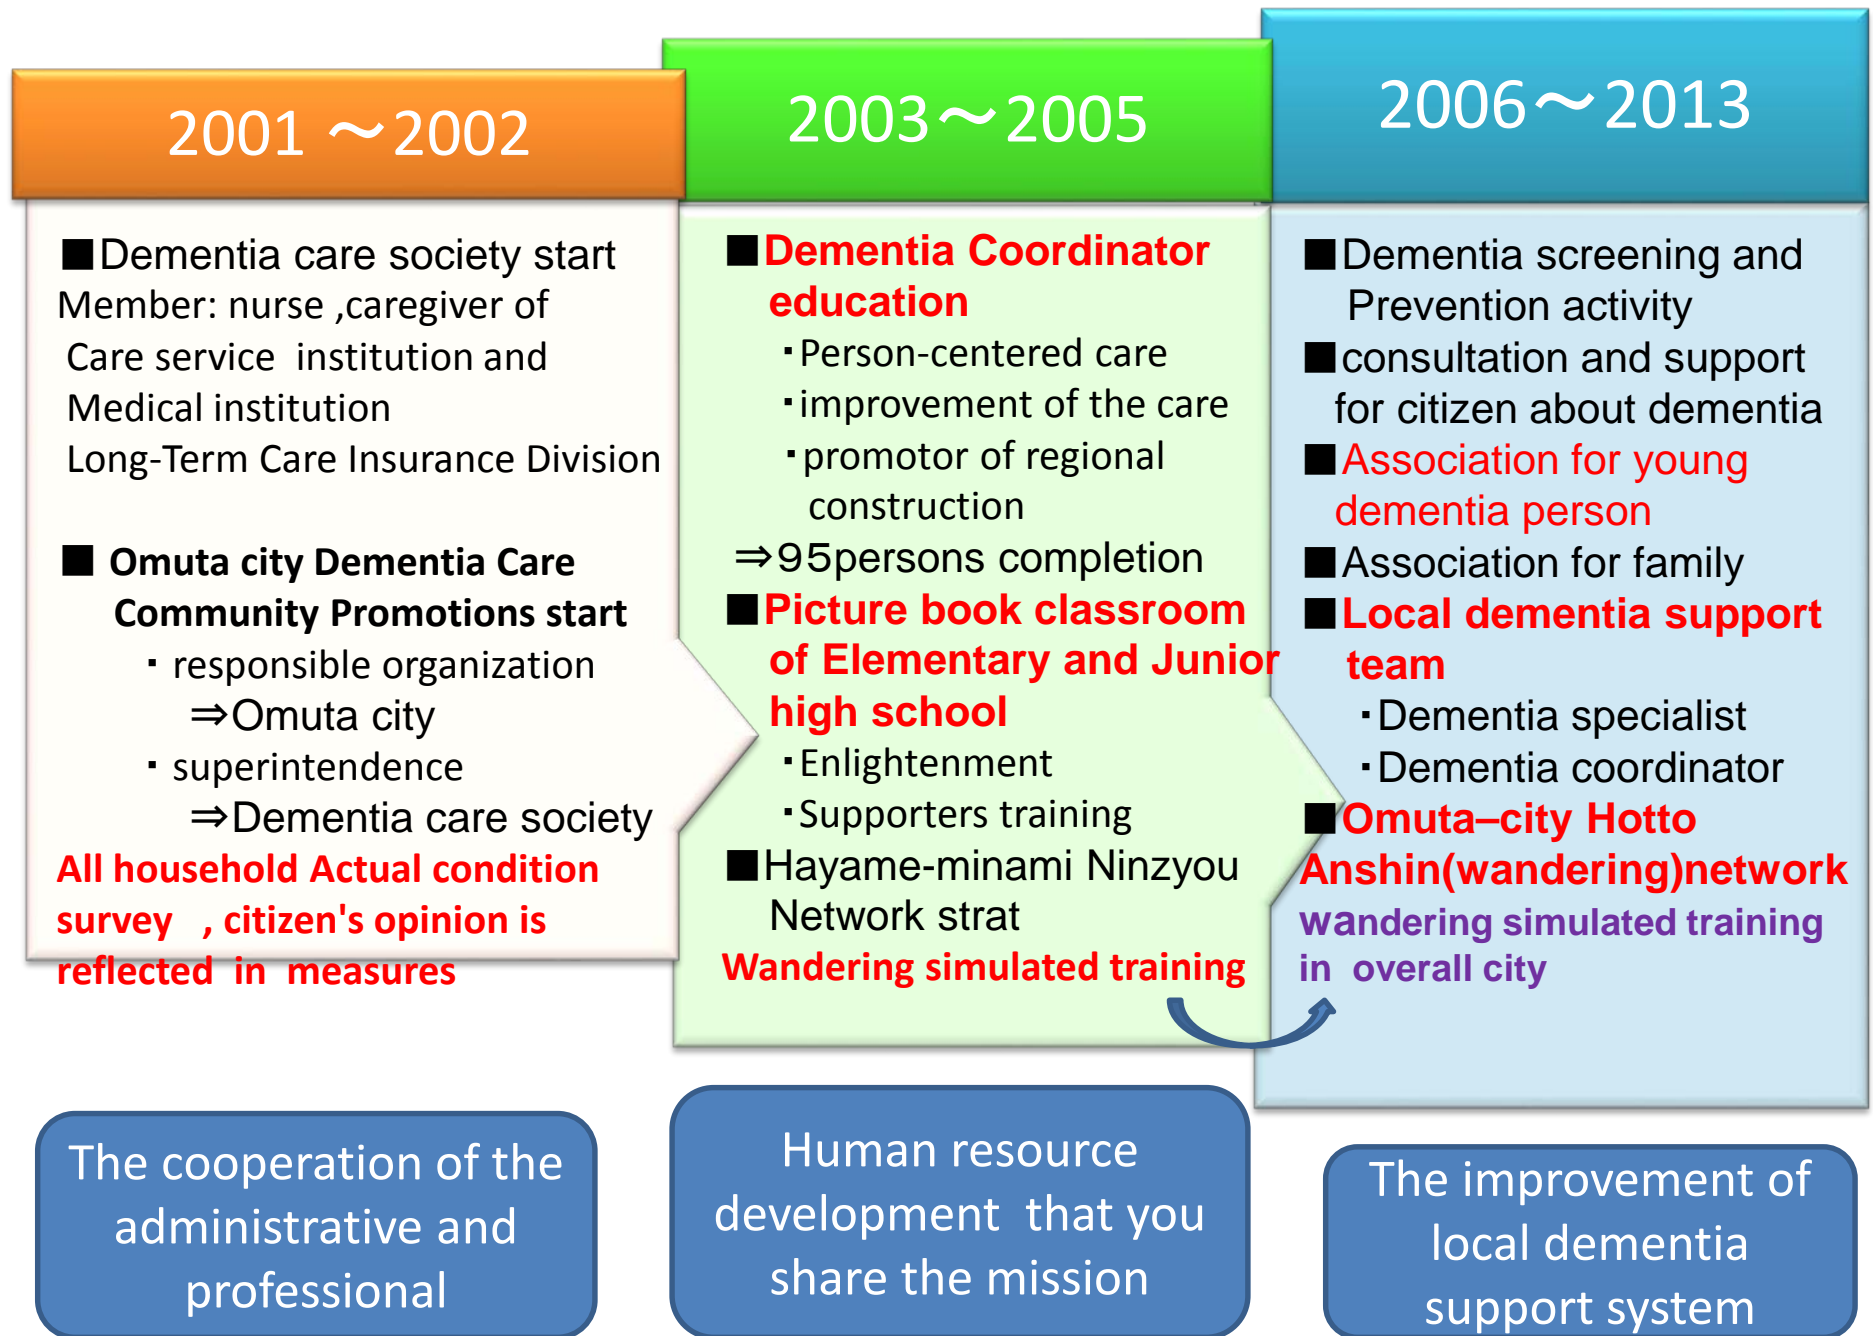 2001 ～2002
■Dementia care society start
Member: nurse ,caregiver of
Care service institution and
Medical institution
Long-Term Care Insurance Division
■ Omuta city Dementia Care
Community Promotions start
・ responsible organization
⇒Omuta city
・ superintendence
⇒Dementia care society
All household Actual condition
survey , citizen's opinion is
reflected in measures
The cooperation of the
administrative and
professional
2003～2005
■Dementia Coordinator
education
・Person-centered care
・improvement of the care
・promotor of regional
construction
⇒95persons completion
■Picture book classroom
of Elementary and Junior
high school
・Enlightenment
・Supporters training
■Hayame-minami Ninzyou
Network strat
Wandering simulated training
Human resource
development that you
share the mission
2006～2013
■Dementia screening and
Prevention activity
■consultation and support
for citizen about dementia
■Association for young
dementia person
■Association for family
■Local dementia support
team
・Dementia specialist
・Dementia coordinator
■Omuta–city Hotto
Anshin(wandering)network
wandering simulated training
in overall city
The improvement of
local dementia
support system